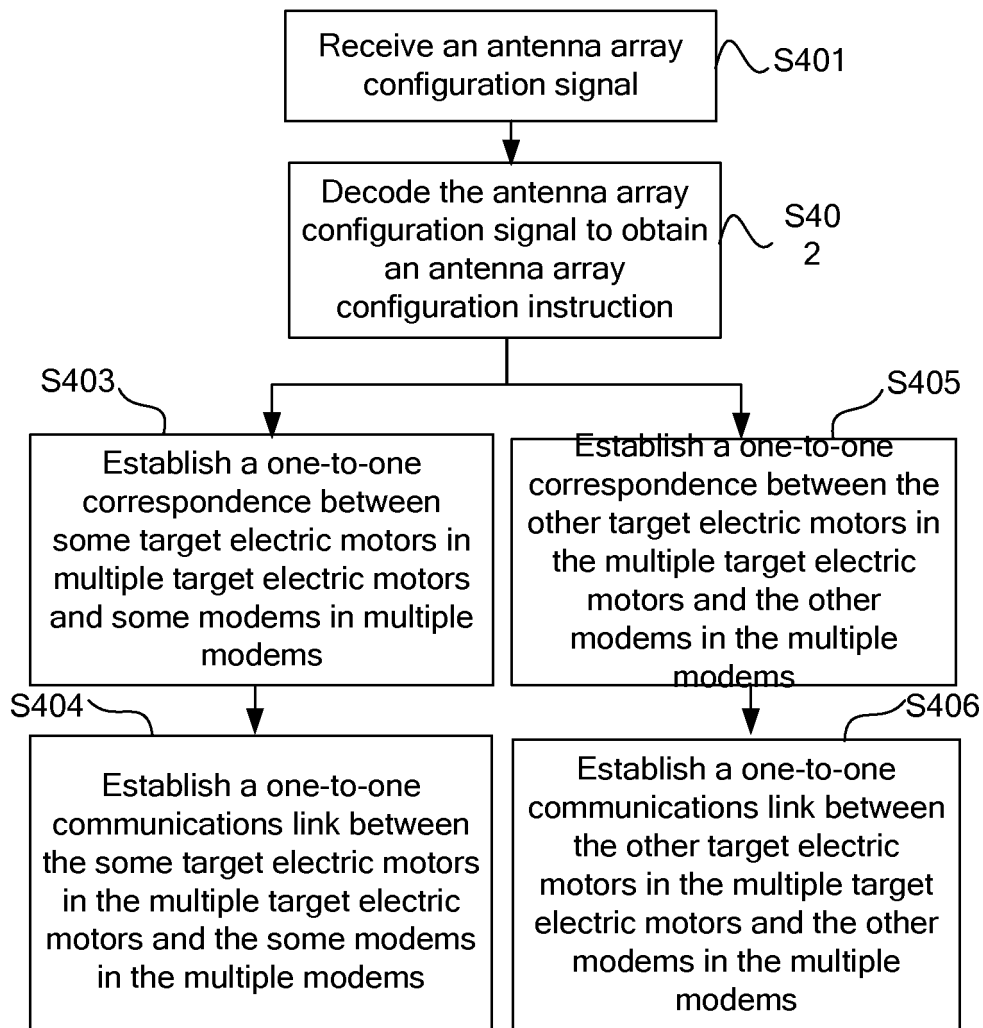 Receive an antenna array
configuration signal
S401
Decode the antenna array
configuration signal to obtain
an antenna array
configuration instruction
S40
2
S403
Establish a one-to-one
correspondence between
some target electric motors in
multiple target electric motors
and some modems in multiple
modems
S405
Establish a one-to-one
correspondence between the
other target electric motors in
the multiple target electric
motors and the other
modems in the multiple
modems
S404
Establish a one-to-one
communications link between
the some target electric motors
in the multiple target electric
motors and the some modems
in the multiple modems
S406
Establish a one-to-one
communications link between
the other target electric
motors in the multiple target
electric motors and the other
modems in the multiple
modems